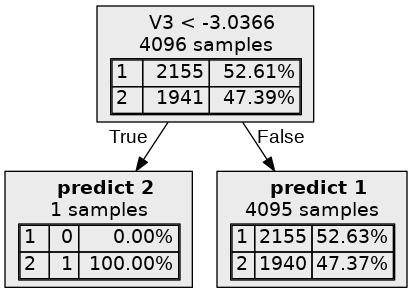 V3 < -3.0366
4096 samples
1 2155 52.61%
2 1941 47.39%
True False
predict 2
1 samples
1 0 0.00%
2 1 100.00%
predict 1
4095 samples
1 2155 52.63%
2 1940 47.37%